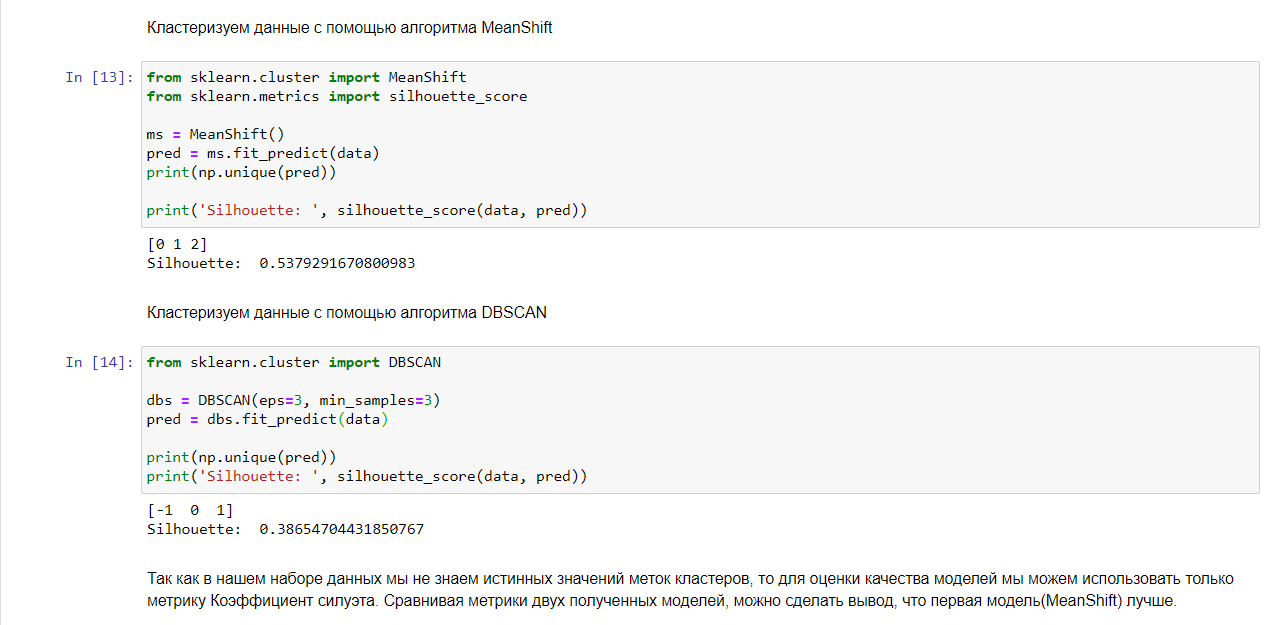 Кластеризуем данные с помощью алгоритма MeanShift
In [13]: from sklearn.cluster import MeanShift
from sklearn.metrics import silhouette_score
ms = MeanShift()
pred = ms.fit_predict(data)
print(np.unique(pred))
print('Silhouette: ', silhouette_score(data, pred))
[0 1 2]
Silhouette:  0.5379291670800983
Кластеризуем данные с помощью алгоритма DBSCAN
In [14]: from sklearn.cluster import DBSCAN
dbs = DBSCAN(eps=3, min_samples=3)
pred = dbs.fit_predict(data)
print(np.unique(pred))
print('Silhouette: ', silhouette_score(data, pred))
[-1  0  1]
Silhouette:  0.38654704431850767
Так как в нашем наборе данных мы не знаем истинных значений меток кластеров, то для оценки качества моделей мы можем использовать только
метрику Коэффициент силуэта. Сравнивая метрики двух полученных моделей, можно сделать вывод, что первая модель(MeanShift) лучше.